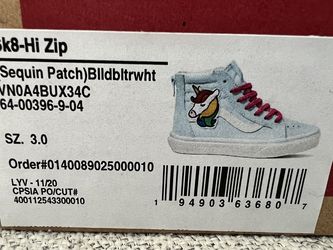 Sk8-Hi Zip
(Sequin Patch)Blldbltrwht
VN0A4BUX34C
64-00396-9-04
SZ. 3.0
Order#0140089025000010
LYV - 11/20
CPSIA PO/CUT#
400112543300010
1 94903 63680 7